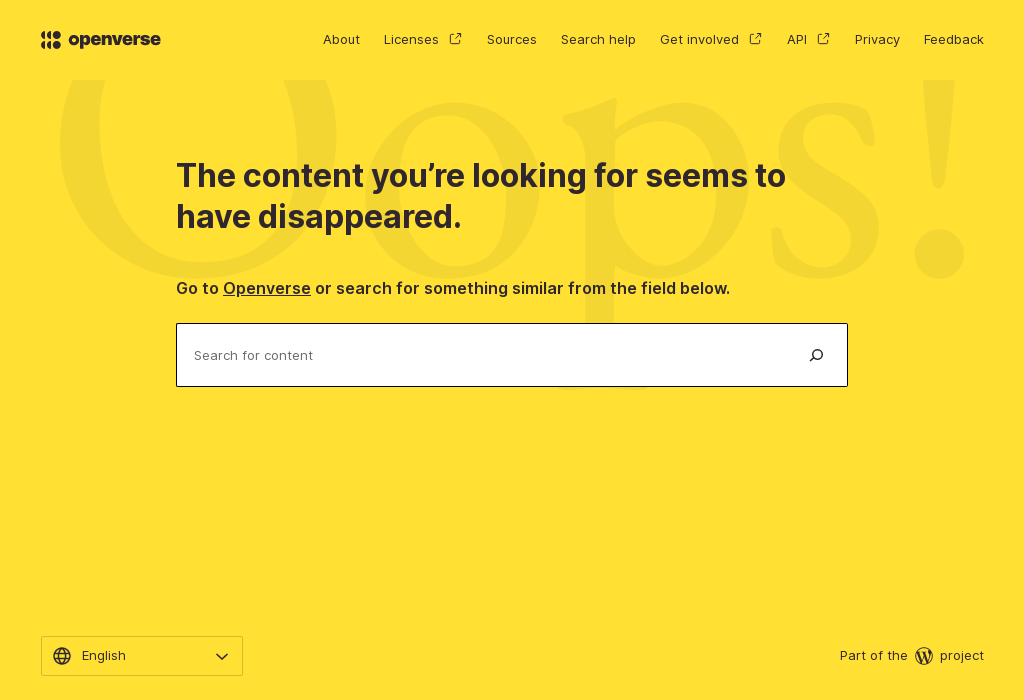 openverse
About Licenses Sources Search help Get involved API Privacy Feedback
Oops!
The content you’re looking for seems to
have disappeared.
Go to Openverse or search for something similar from the field below.
Search for content
English
Part of the project